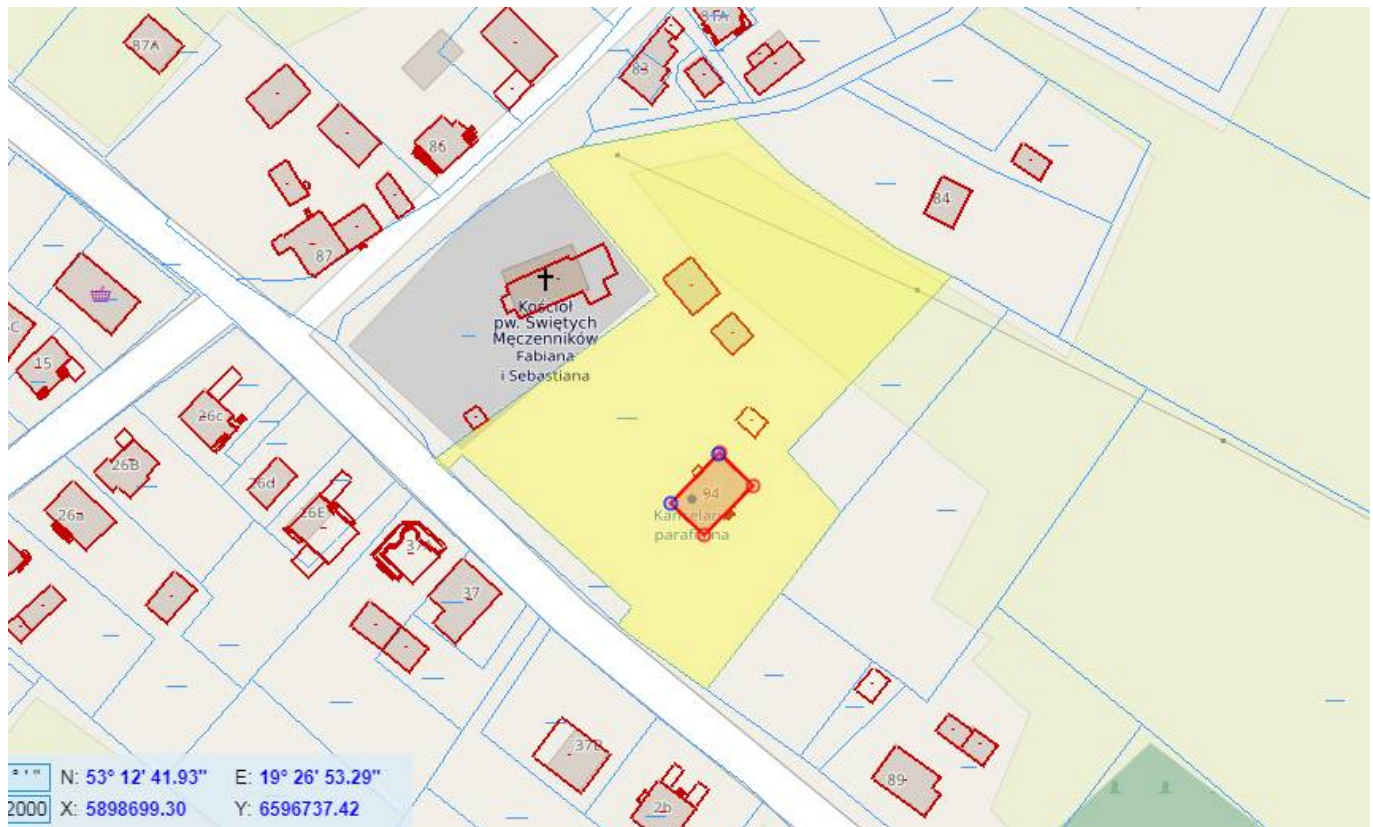 87A
81A
83
86
84
87
Kościół
pw. Świętych
Męczenników
Fabiana
i Sebastiana
15
26c
26B
26d
26a
26E
94
Kancelaria
parafialna
37A
37
37B
89
2b
° ' " N: 53° 12' 41.93" E: 19° 26' 53.29"
2000 X: 5898699.30 Y: 6596737.42